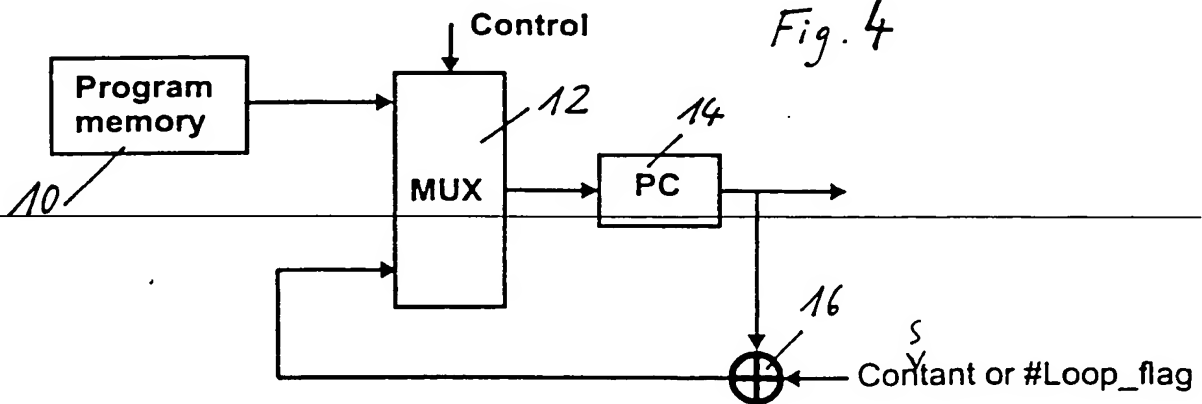 Control
Fig. 4
Program
memory
12
14
MUX
PC
10
16
s
Contant or #Loop_flag